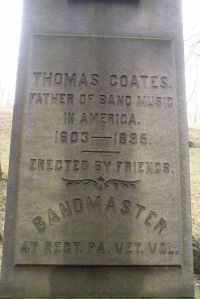 THOMAS COATES.
FATHER OF BAND MUSIC
IN AMERICA.
1803—1895.
ERECTED BY FRIENDS.
BANDMASTER
47 REGT. PA. VET. VOL.